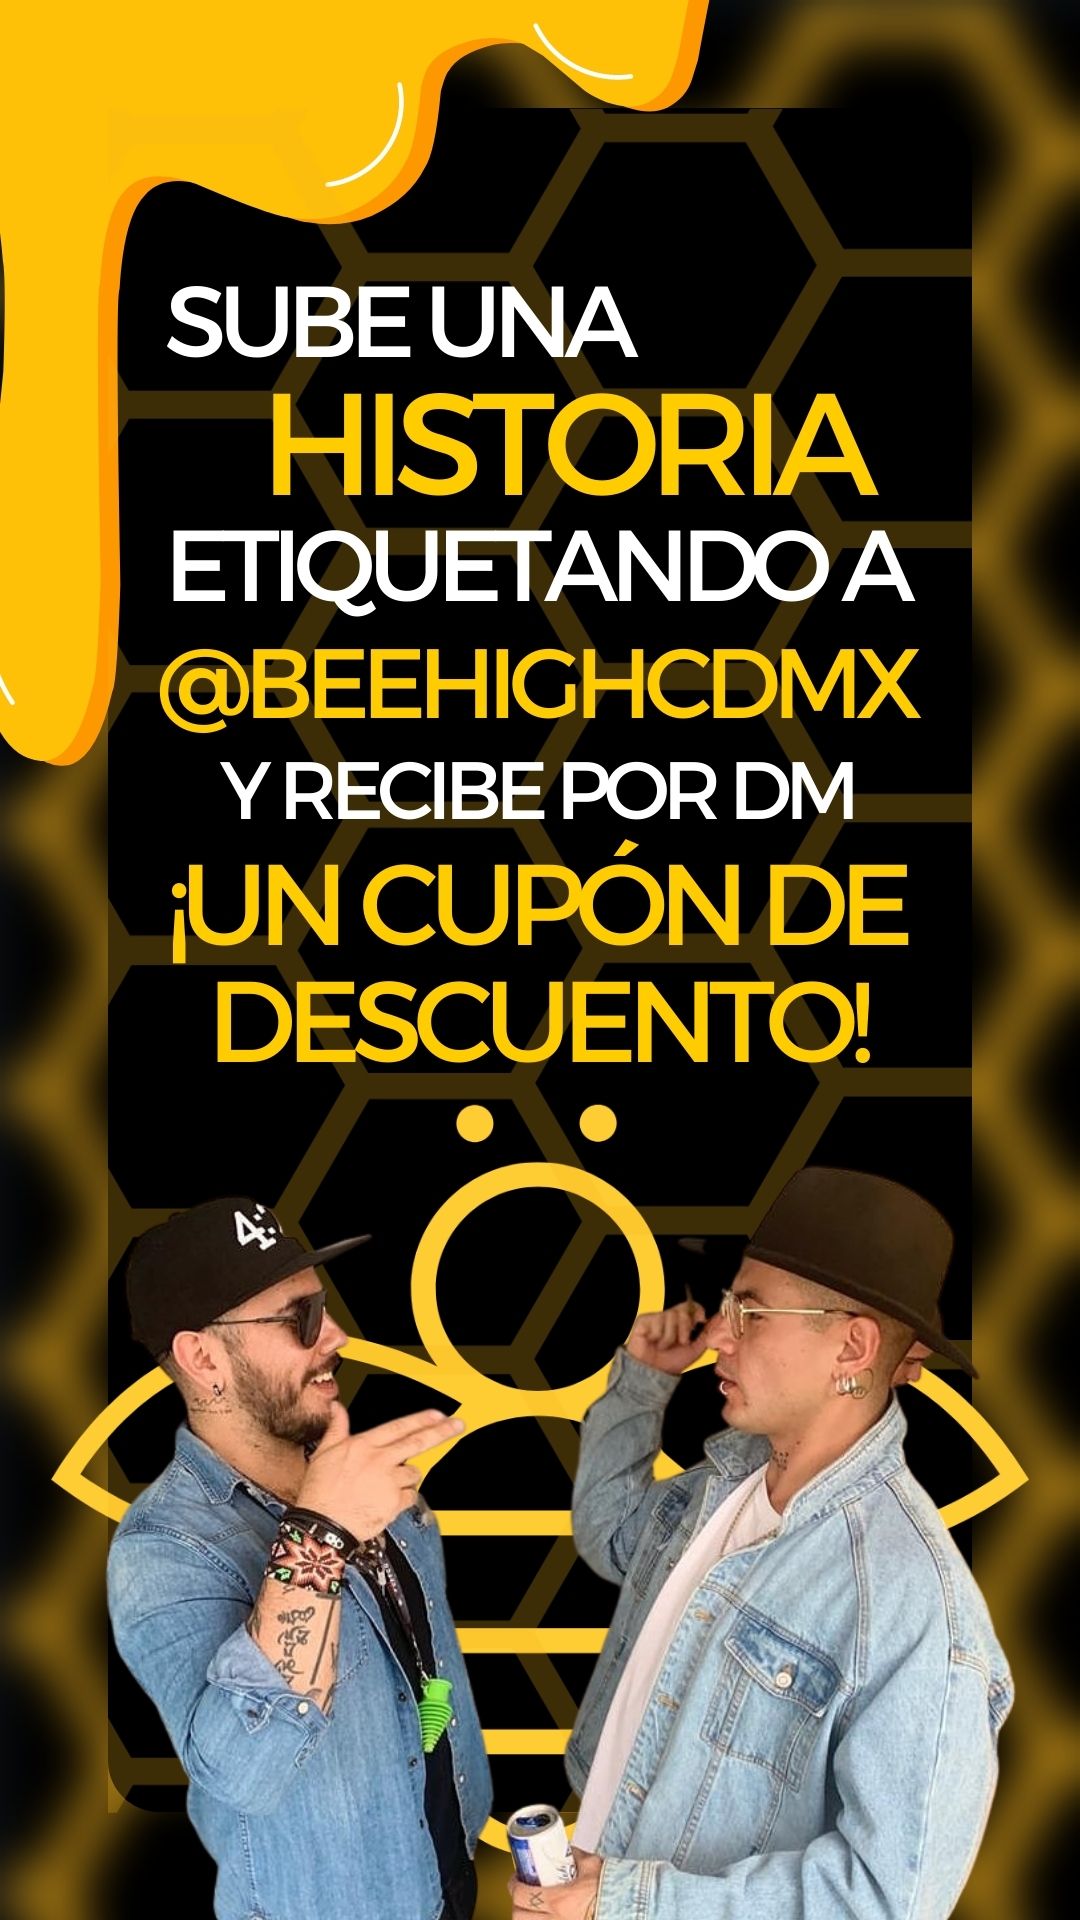 SUBE UNA
HISTORIA
ETIQUETANDO A
@BEEHIGHCDMX
Y RECIBE POR DM
¡UN CUPÓN DE
DESCUENTO!